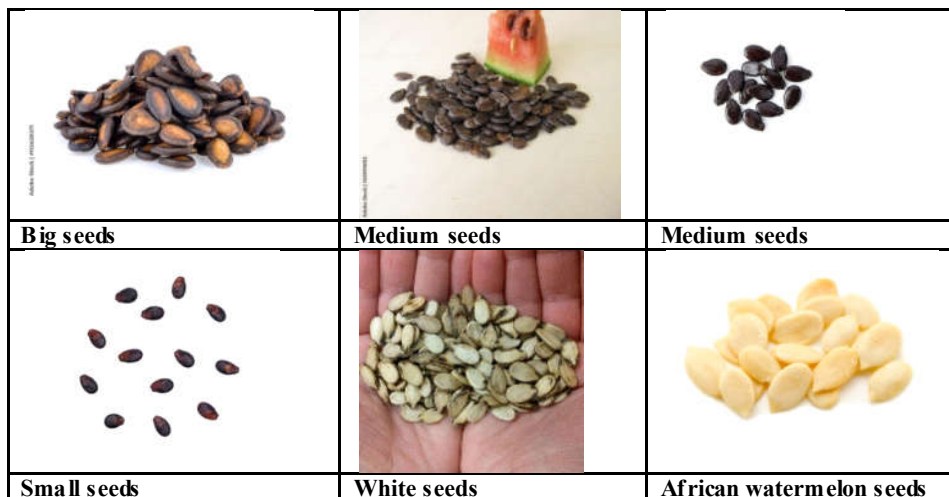 Big seeds
Medium seeds
Medium seeds
Small seeds
White seeds
African watermelon seeds